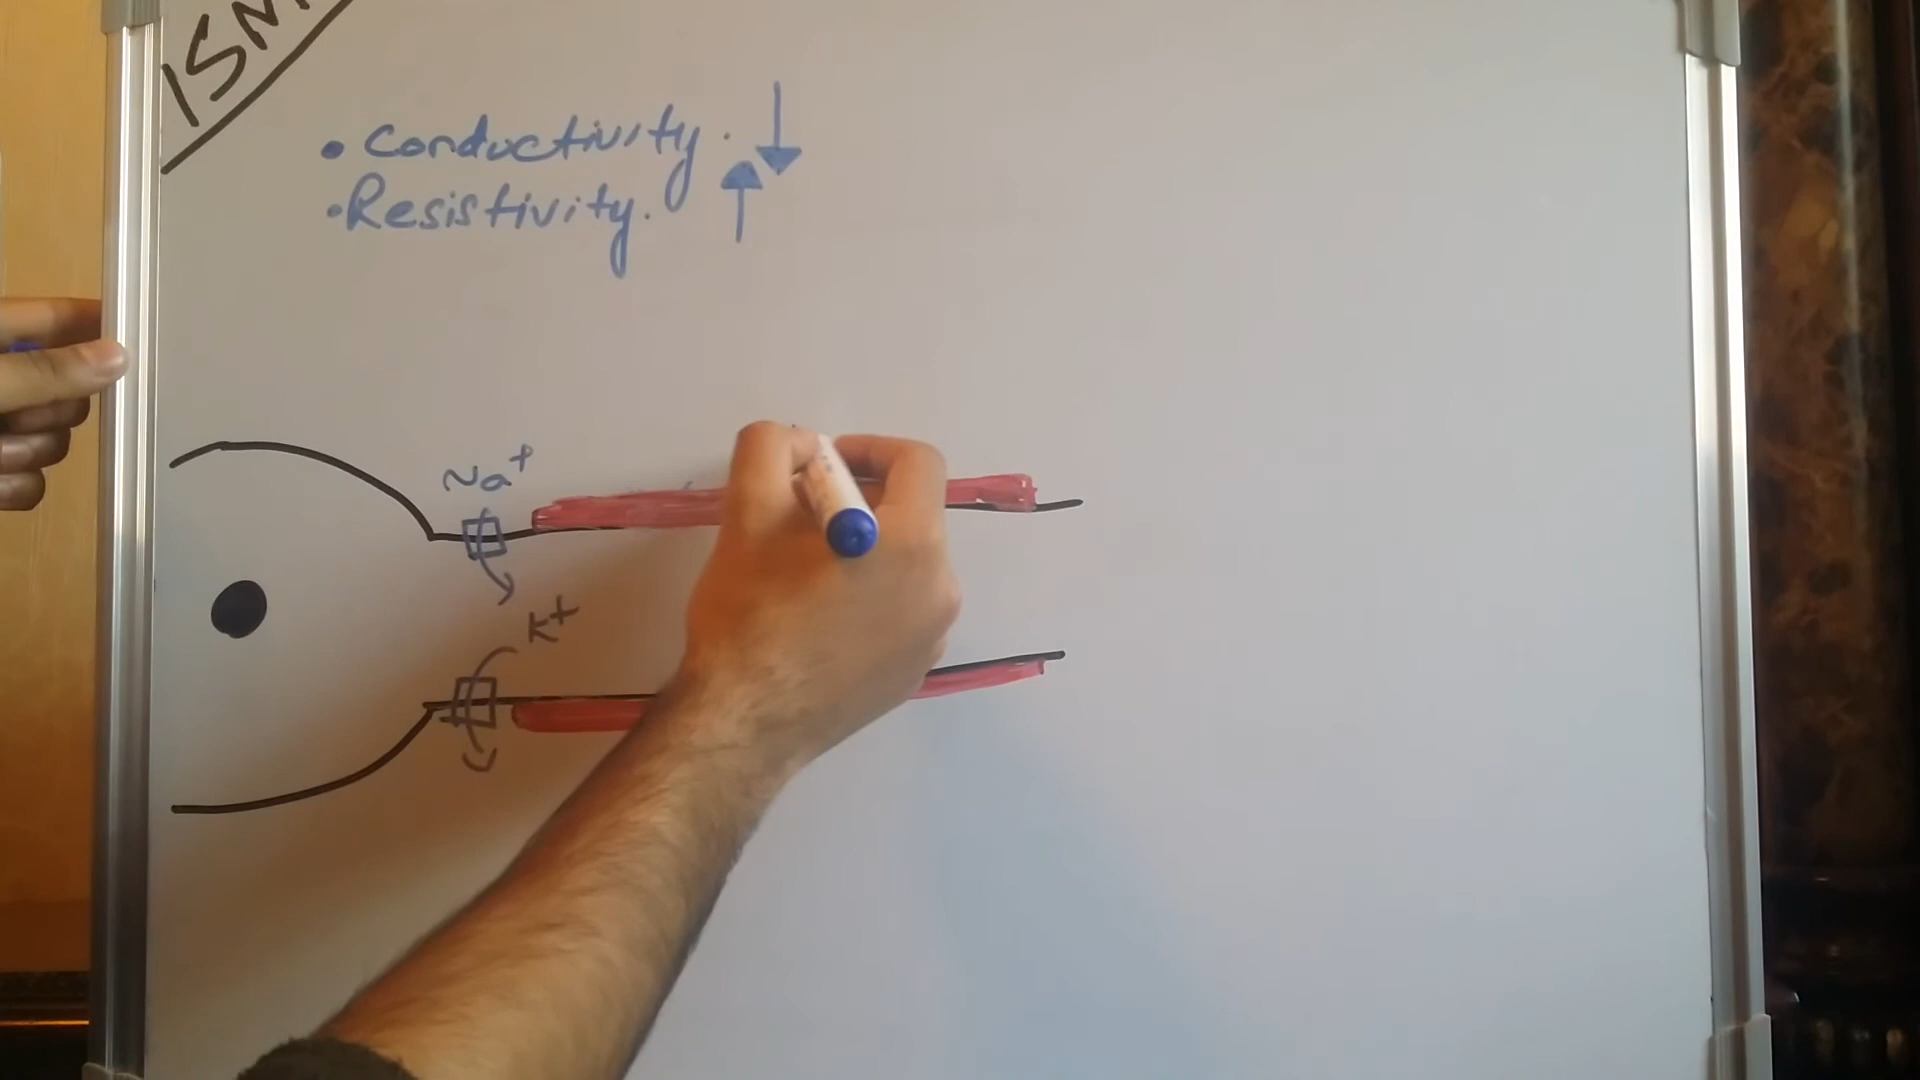 • Conductivity.
• Resistivity.
Na+
K+